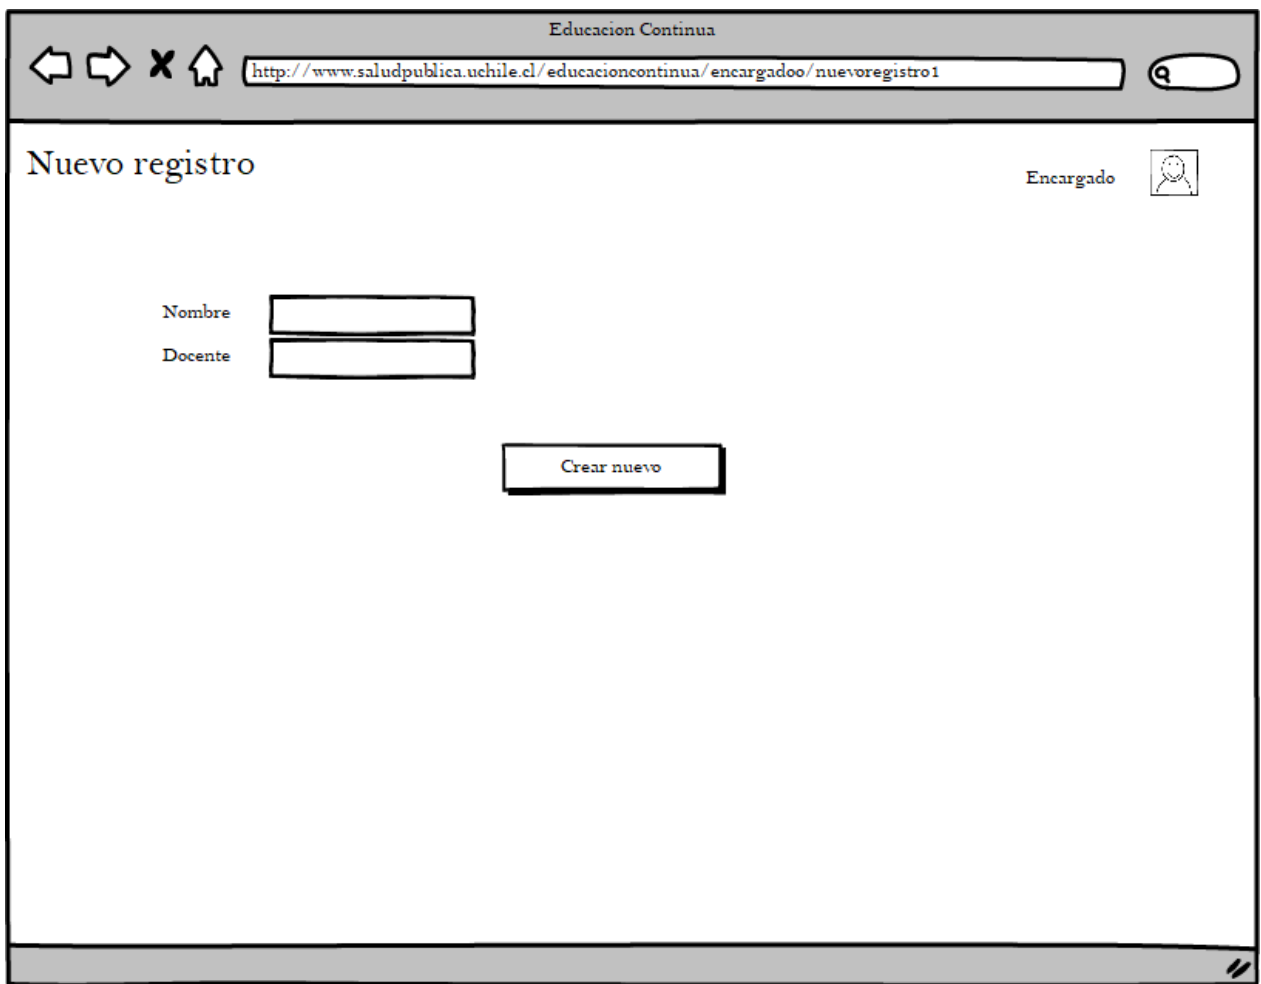 Educacion Continua
http://www.saludpublica.uchile.cl/educacioncontinua/encargadoo/nuevoregistro1
Nuevo registro
Encargado
Nombre
Docente
Crear nuevo